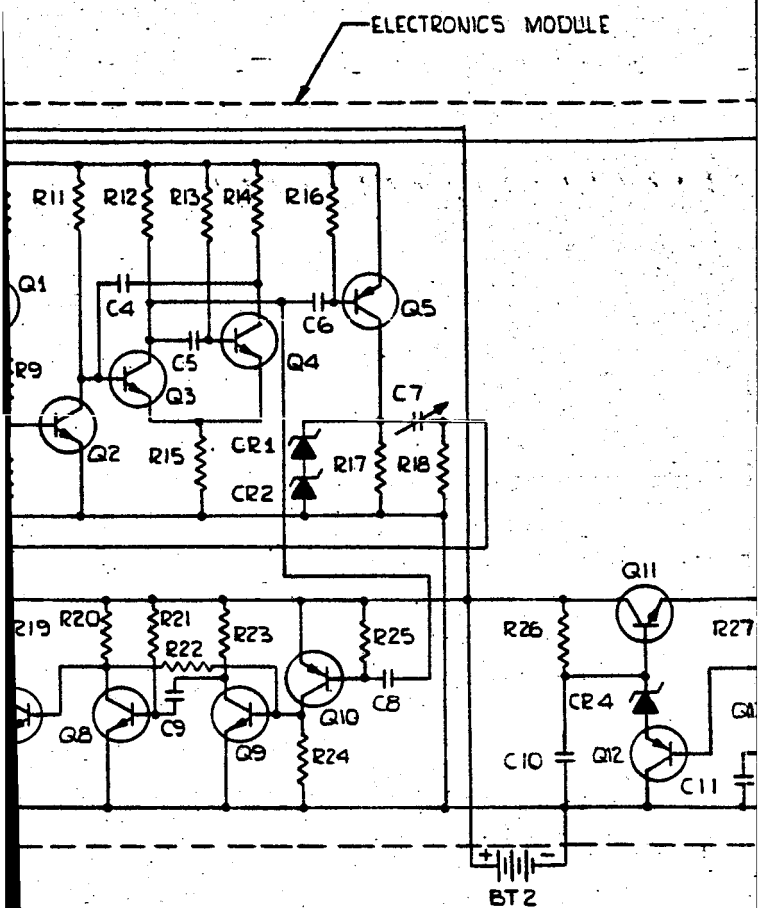 ELECTRONICS MODULE
R11 R12 R13 R14 R16
Q1
C4
C6 Q5
C5 Q4
R9 Q3
C7
Q2 R15 CR1 R17 R18
CR2
Q11
R19 R20 R21 R23 R25 R26 R27
R22
CR4
Q8 C9 Q9 Q10 C8
R24 C10 Q12 C11
+ -
BT2